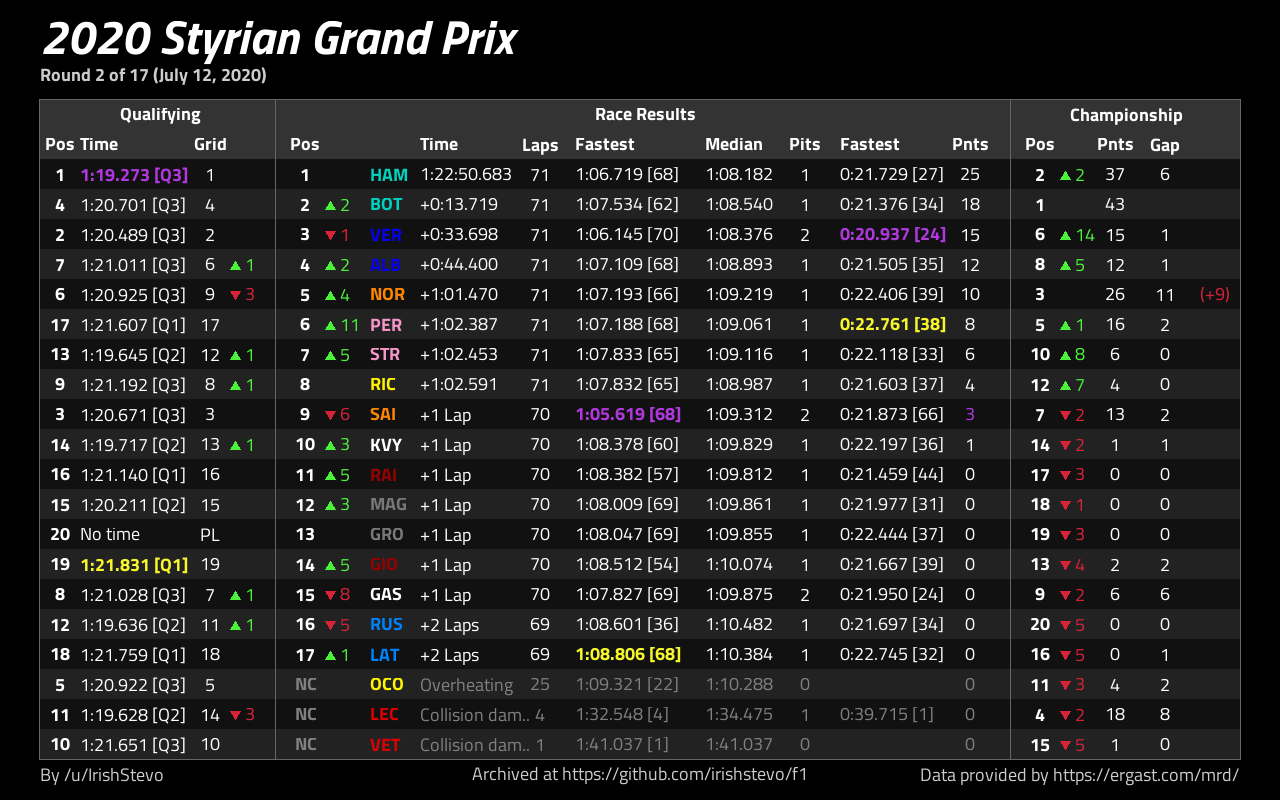 2020 Styrian Grand Prix
Round 2 of 17 (July 12, 2020)
Qualifying Race Results Championship
Pos Time Grid Pos Time Laps Fastest Median Pits Fastest Pnts Pos Pnts Gap
1 1:19.273 [Q3] 1 1 HAM 1:22:50.683 71 1:06.719 [68] 1:08.182 1 0:21.729 [27] 25 2 ▲2 37 6
4 1:20.701 [Q3] 4 2 ▲2 BOT +0:13.719 71 1:07.534 [62] 1:08.540 1 0:21.376 [34] 18 1 43
2 1:20.489 [Q3] 2 3 ▼1 VER +0:33.698 71 1:06.145 [70] 1:08.376 2 0:20.937 [24] 15 6 ▲14 15 1
7 1:21.011 [Q3] 6 ▲1 4 ▲2 ALB +0:44.400 71 1:07.109 [68] 1:08.893 1 0:21.505 [35] 12 8 ▲5 12 1
6 1:20.925 [Q3] 9 ▼3 5 ▲4 NOR +1:01.470 71 1:07.193 [66] 1:09.219 1 0:22.406 [39] 10 3 26 11 (+9)
17 1:21.607 [Q1] 17 6 ▲11 PER +1:02.387 71 1:07.188 [68] 1:09.061 1 0:22.761 [38] 8 5 ▲1 16 2
13 1:19.645 [Q2] 12 ▲1 7 ▲5 STR +1:02.453 71 1:07.833 [65] 1:09.116 1 0:22.118 [33] 6 10 ▲8 6 0
9 1:21.192 [Q3] 8 ▲1 8 RIC +1:02.591 71 1:07.832 [65] 1:08.987 1 0:21.603 [37] 4 12 ▲7 4 0
3 1:20.671 [Q3] 3 9 ▼6 SAI +1 Lap 70 1:05.619 [68] 1:09.312 2 0:21.873 [66] 3 7 ▼2 13 2
14 1:19.717 [Q2] 13 ▲1 10 ▲3 KVY +1 Lap 70 1:08.378 [60] 1:09.829 1 0:22.197 [36] 1 14 ▼2 1 1
16 1:21.140 [Q1] 16 11 ▲5 RAI +1 Lap 70 1:08.382 [57] 1:09.812 1 0:21.459 [44] 0 17 ▼3 0 0
15 1:20.211 [Q2] 15 12 ▲3 MAG +1 Lap 70 1:08.009 [69] 1:09.861 1 0:21.977 [31] 0 18 ▼1 0 0
20 No time PL 13 GRO +1 Lap 70 1:08.047 [69] 1:09.855 1 0:22.444 [37] 0 19 ▼3 0 0
19 1:21.831 [Q1] 19 14 ▲5 GIO +1 Lap 70 1:08.512 [54] 1:10.074 1 0:21.667 [39] 0 13 ▼4 2 2
8 1:21.028 [Q3] 7 ▲1 15 ▼8 GAS +1 Lap 70 1:07.827 [69] 1:09.875 2 0:21.950 [24] 0 9 ▼2 6 6
12 1:19.636 [Q2] 11 ▲1 16 ▼5 RUS +2 Laps 69 1:08.601 [36] 1:10.482 1 0:21.697 [34] 0 20 ▼5 0 0
18 1:21.759 [Q1] 18 17 ▲1 LAT +2 Laps 69 1:08.806 [68] 1:10.384 1 0:22.745 [32] 0 16 ▼5 0 1
5 1:20.922 [Q3] 5 NC OCO Overheating 25 1:09.321 [22] 1:10.288 0 0 11 ▼3 4 2
11 1:19.628 [Q2] 14 ▼3 NC LEC Collision dam.. 4 1:32.548 [4] 1:34.475 1 0:39.715 [1] 0 4 ▼2 18 8
10 1:21.651 [Q3] 10 NC VET Collision dam.. 1 1:41.037 [1] 1:41.037 0 0 15 ▼5 1 0
By /u/IrishStevo Archived at https://github.com/irishstevo/f1 Data provided by https://ergast.com/mrd/